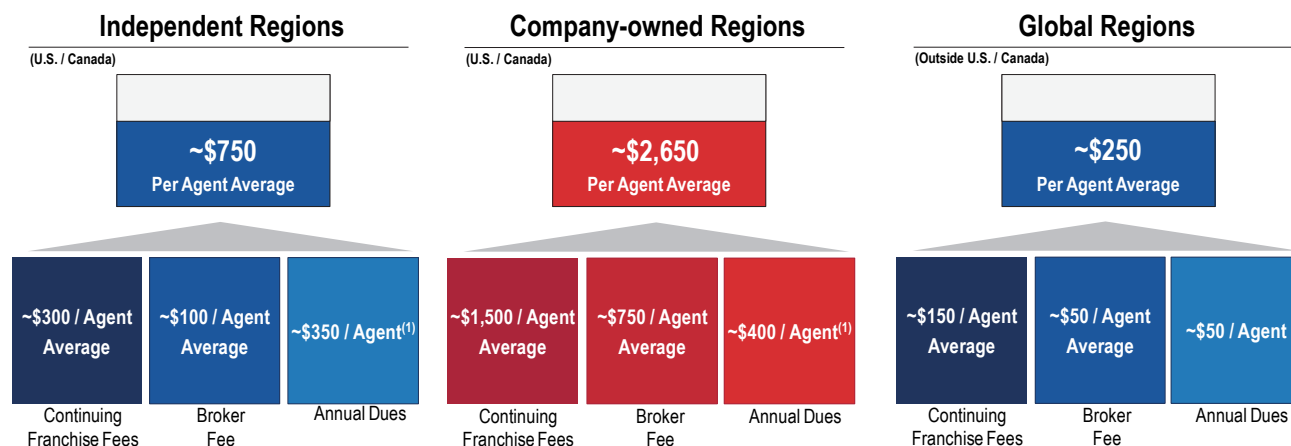 Independent Regions
(U.S. / Canada)
~$750
Per Agent Average
~$300 / Agent
Average
~$100 / Agent
Average
~$350 / Agent(1)
Continuing
Franchise Fees
Broker
Fee
Annual Dues
Company-owned Regions
(U.S. / Canada)
~$2,650
Per Agent Average
~$1,500 / Agent
Average
~$750 / Agent
Average
~$400 / Agent(1)
Continuing
Franchise Fees
Broker
Fee
Annual Dues
Global Regions
(Outside U.S. / Canada)
~$250
Per Agent Average
~$150 / Agent
Average
~$50 / Agent
Average
~$50 / Agent
Continuing
Franchise Fees
Broker
Fee
Annual Dues